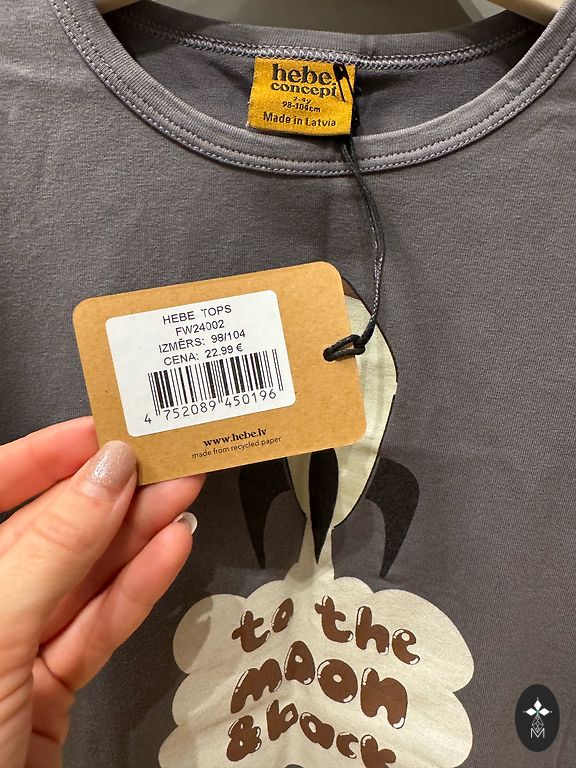 hebe
concept
3-4y
98-104cm
Made in Latvia
HEBE TOPS
FW24002
IZMĒRS: 98/104
CENA: 22.99 €
4 752089 450196
www.hebe.lv
made from recycled paper
to the
moon
& back
M